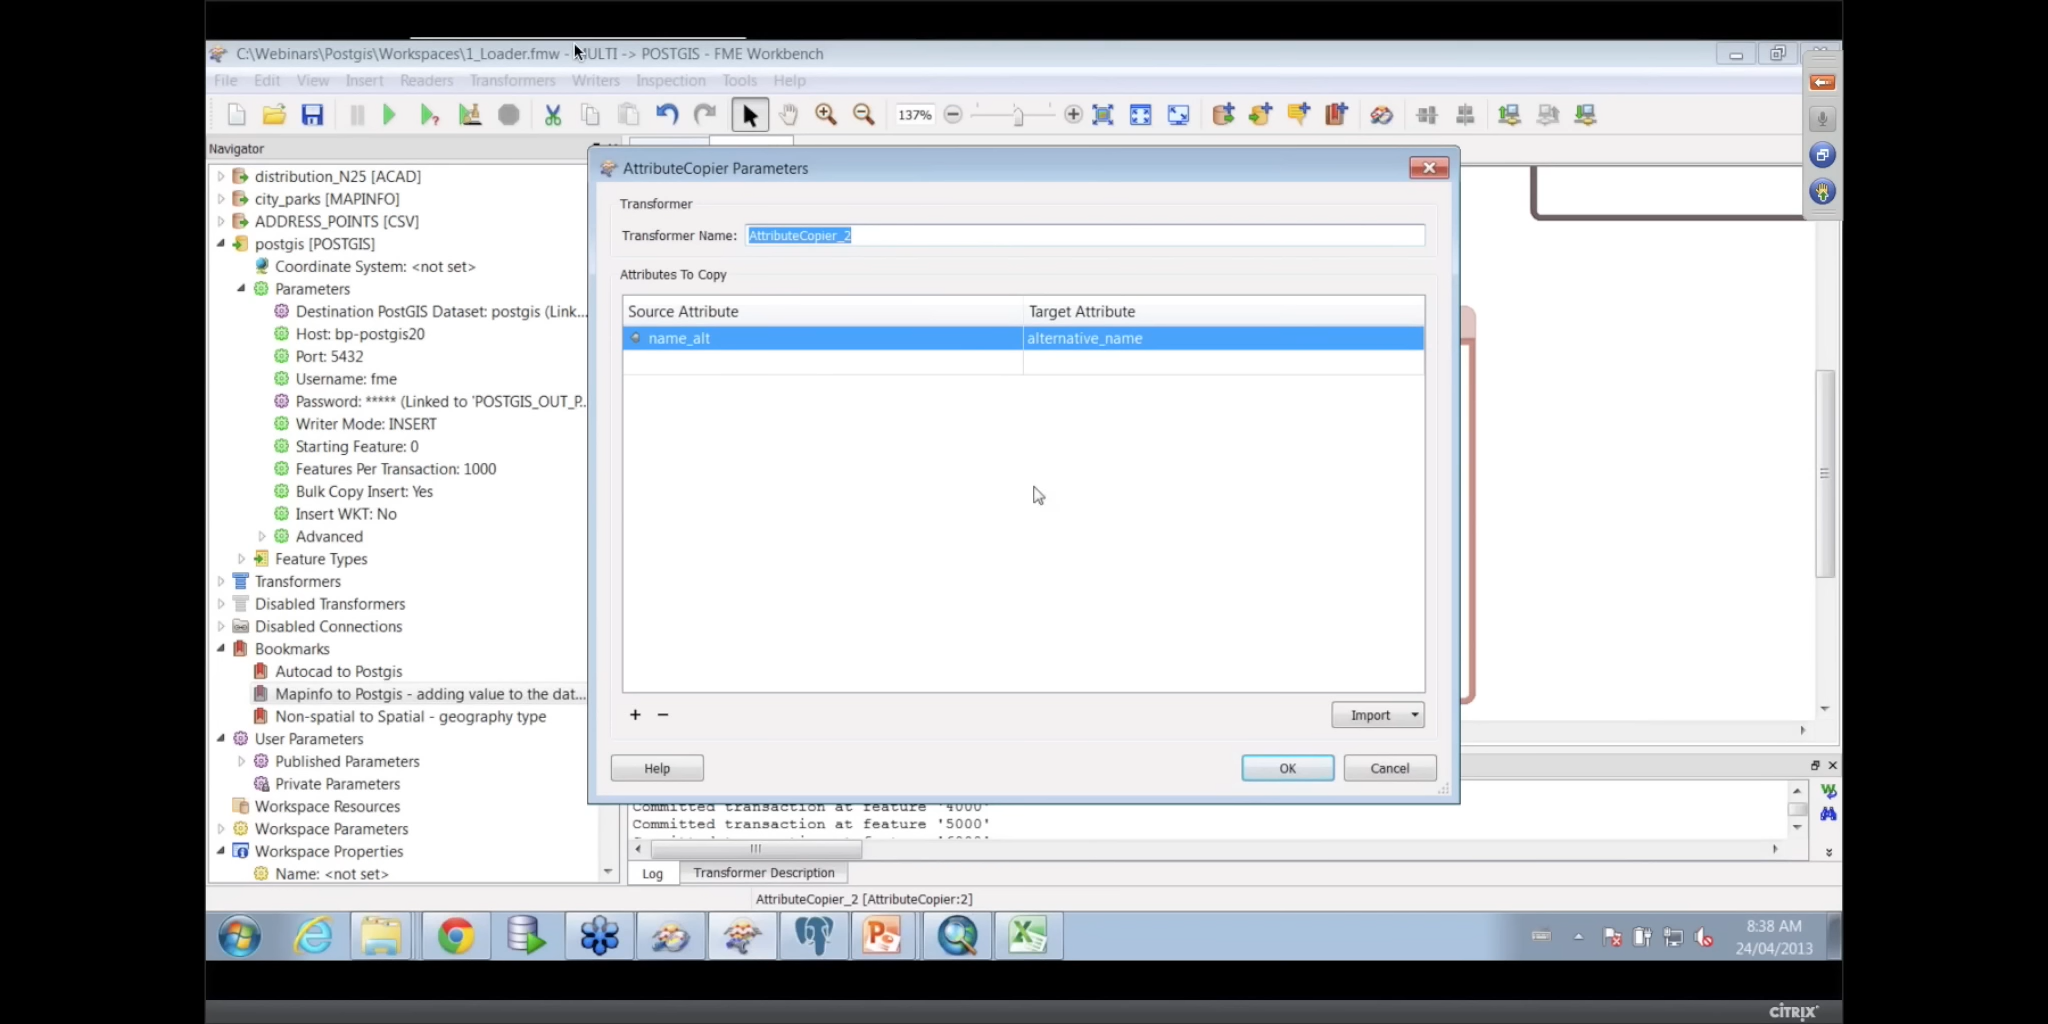 C:\Webinars\Postgis\Workspaces\1_Loader.fmw - MULTI -> POSTGIS - FME Workbench
File Edit View Insert Readers Transformers Writers Inspection Tools Help
137%
Navigator
distribution_N25 [ACAD]
city_parks [MAPINFO]
ADDRESS_POINTS [CSV]
postgis [POSTGIS]
Coordinate System: <not set>
Parameters
Destination PostGIS Dataset: postgis (Link...
Host: bp-postgis20
Port: 5432
Username: fme
Password: ***** (Linked to 'POSTGIS_OUT_P...
Writer Mode: INSERT
Starting Feature: 0
Features Per Transaction: 1000
Bulk Copy Insert: Yes
Insert WKT: No
Advanced
Feature Types
Transformers
Disabled Transformers
Disabled Connections
Bookmarks
Autocad to Postgis
Mapinfo to Postgis - adding value to the dat...
Non-spatial to Spatial - geography type
User Parameters
Published Parameters
Private Parameters
Workspace Resources
Workspace Parameters
Workspace Properties
Name: <not set>
AttributeCopier Parameters
Transformer
Transformer Name: AttributeCopier_2
Attributes To Copy
Source Attribute Target Attribute
name_alt alternative_name
+ −
Import
Help OK Cancel
Committed transaction at feature '4000'
Committed transaction at feature '5000'
Log Transformer Description
AttributeCopier_2 [AttributeCopier:2]
8:38 AM
24/04/2013
CITRIX